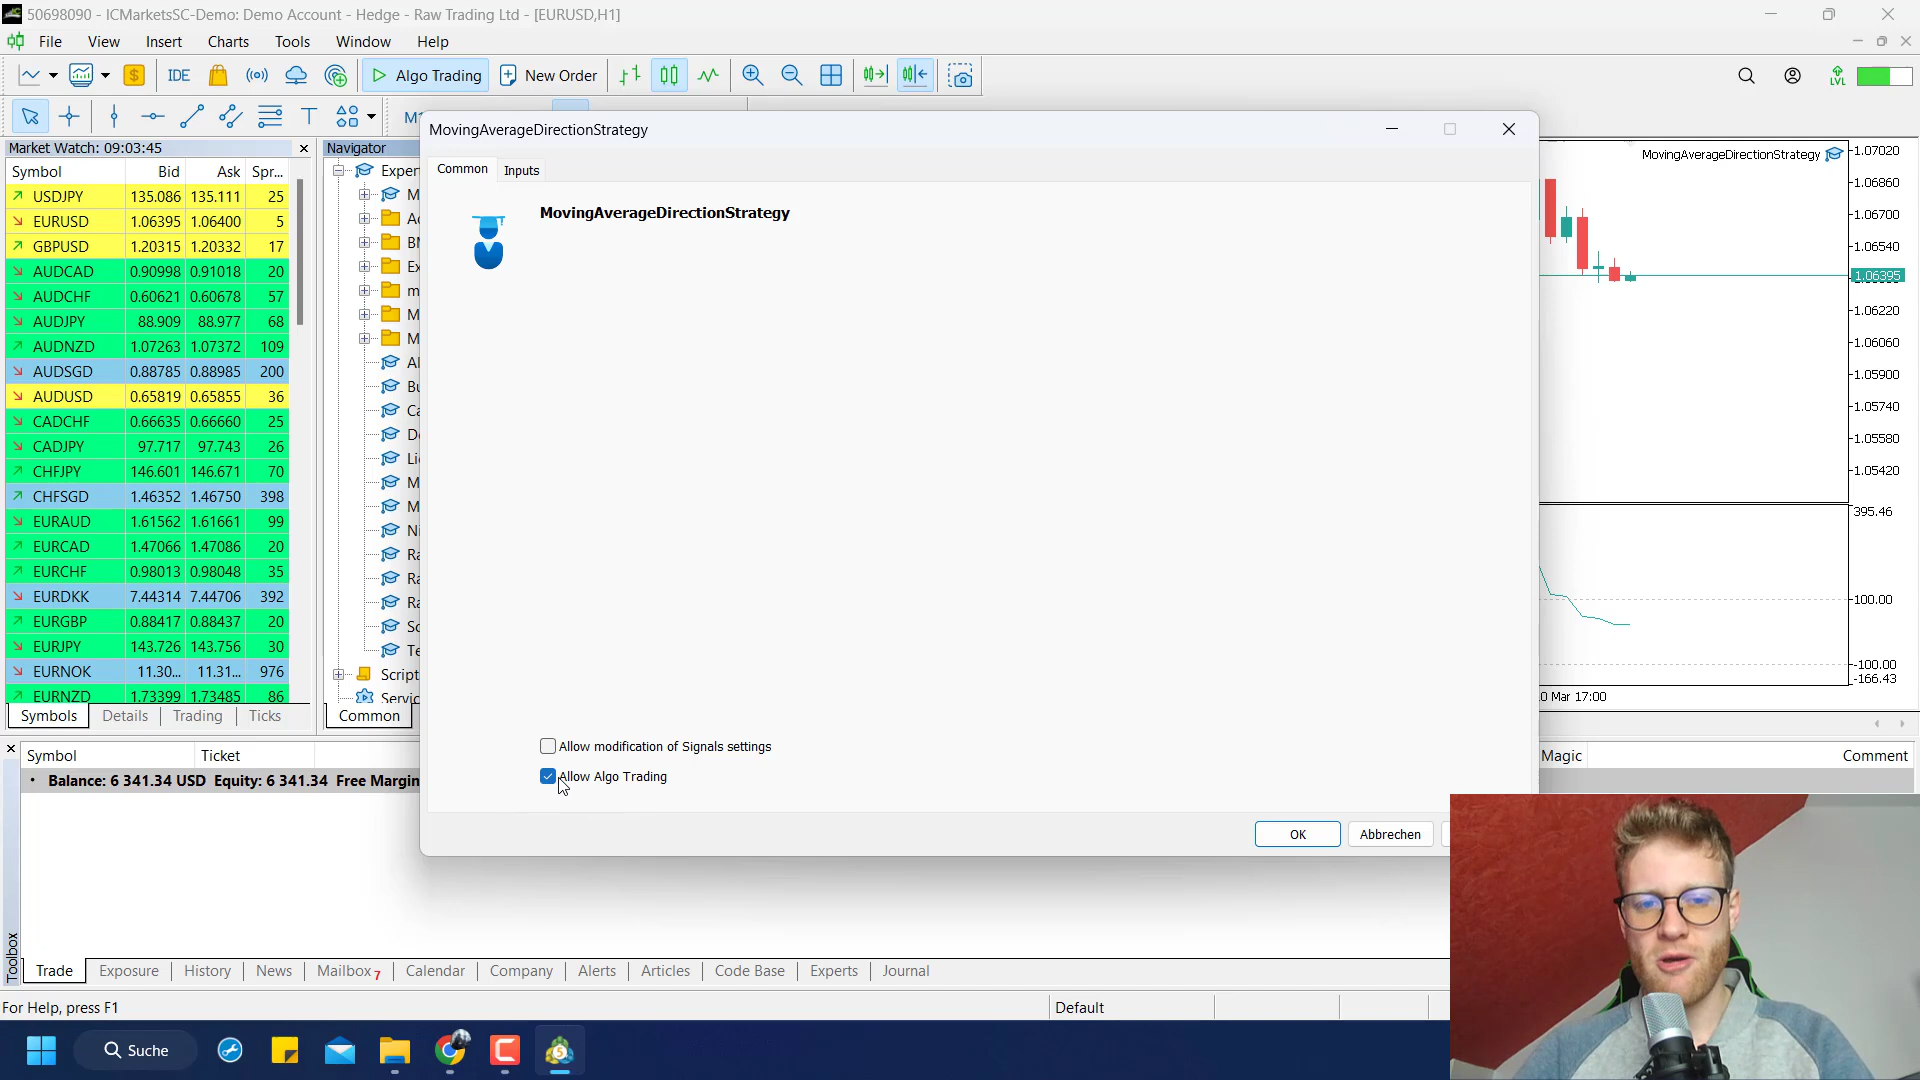 50698090 - ICMarketsSC-Demo: Demo Account - Hedge - Raw Trading Ltd - [EURUSD,H1]
File View Insert Charts Tools Window Help
IDE Algo Trading New Order LVL
Market Watch: 09:03:45
Symbol Bid Ask Spr...
USDJPY 135.086 135.111 25
EURUSD 1.06395 1.06400 5
GBPUSD 1.20315 1.20332 17
AUDCAD 0.90998 0.91018 20
AUDCHF 0.60621 0.60678 57
AUDJPY 88.909 88.977 68
AUDNZD 1.07263 1.07372 109
AUDSGD 0.88785 0.88985 200
AUDUSD 0.65819 0.65855 36
CADCHF 0.66635 0.66660 25
CADJPY 97.717 97.743 26
CHFJPY 146.601 146.671 70
CHFSGD 1.46352 1.46750 398
EURAUD 1.61562 1.61661 99
EURCAD 1.47066 1.47086 20
EURCHF 0.98013 0.98048 35
EURDKK 7.44314 7.44706 392
EURGBP 0.88417 0.88437 20
EURJPY 143.726 143.756 30
EURNOK 11.30... 11.31... 976
EURNZD 1.73399 1.73485 86
Symbols Details Trading Ticks
Navigator
Common
MovingAverageDirectionStrategy
Common Inputs
MovingAverageDirectionStrategy
Allow modification of Signals settings
Allow Algo Trading
OK Abbrechen
MovingAverageDirectionStrategy
1.07020
1.06860
1.06700
1.06540
1.06395
1.06220
1.06060
1.05900
1.05740
1.05580
1.05420
395.46
100.00
-100.00
-166.43
0 Mar 17:00
Symbol Ticket Magic Comment
Balance: 6 341.34 USD Equity: 6 341.34 Free Margin
Toolbox
Trade Exposure History News Mailbox 7 Calendar Company Alerts Articles Code Base Experts Journal
For Help, press F1 Default
Suche